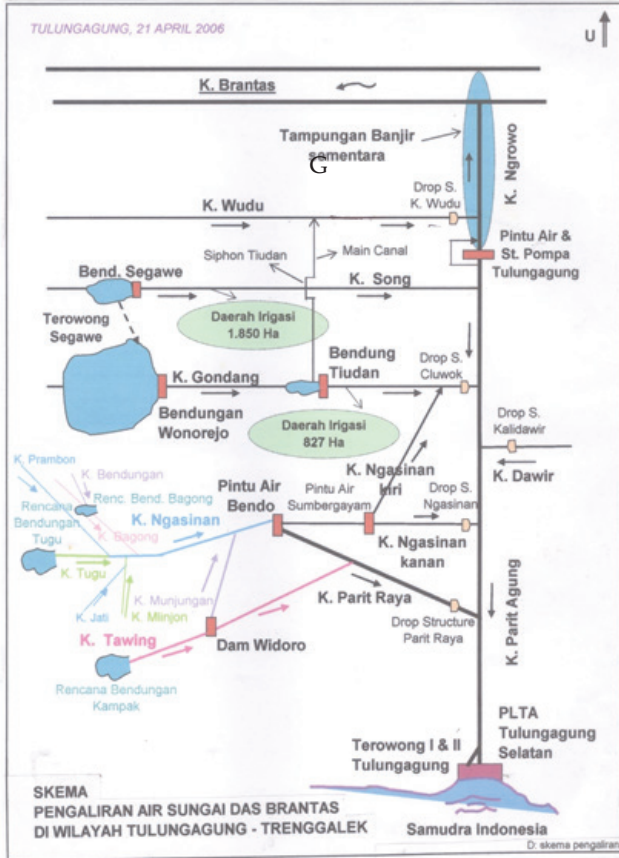 TULUNGAGUNG, 21 APRIL 2006
U
K. Brantas
Tampungan Banjir
sementara
G
K. Ngrowo
Drop S.
K. Wudu
K. Wudu
Pintu Air &
St. Pompa
Tulungagung
Siphon Tiudan
Main Canal
Bend. Segawe
K. Song
Terowong
Segawe
Daerah Irigasi
1.850 Ha
Bendung
Tiudan
Drop S.
Cluwok
K. Gondang
Bendungan
Wonorejo
Daerah Irigasi
827 Ha
Drop S.
Kalidawir
K. Dawir
K. Ngasinan
kiri
K. Prambon
K. Bendungan
Rencana
Bendungan
Tugu
Renc. Bend. Bagong
K. Bagong
K. Ngasinan
Pintu Air
Bendo
Pintu Air
Sumbergayam
Drop S.
Ngasinan
K. Ngasinan
kanan
K. Tugu
K. Jati
K. Mlinjon
K. Munjungan
K. Parit Raya
Drop Structure
Parit Raya
K. Parit Agung
K. Tawing
Dam Widoro
Rencana Bendungan
Kampak
PLTA
Tulungagung
Selatan
Terowong I & II
Tulungagung
Samudra Indonesia
SKEMA
PENGALIRAN AIR SUNGAI DAS BRANTAS
DI WILAYAH TULUNGAGUNG - TRENGGALEK
D: skema pengaliran